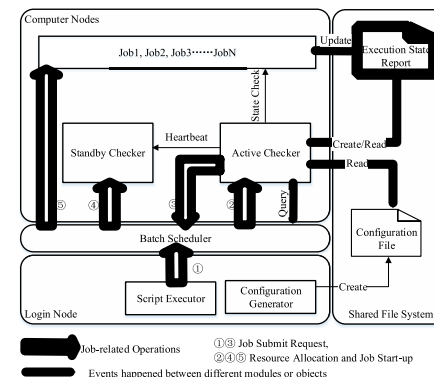 Computer Nodes
Job1, Job2, Job3······JobN
Update
Execution State
Report
State Check
Heartbeat
Standby Checker
Active Checker
Create/Read
Read
Query
⑤
④
③
②
Configuration
File
Batch Scheduler
①
Script Executor
Configuration
Generator
Create
Login Node
Shared File System
Job-related Operations
①③ Job Submit Request,
②④⑤ Resource Allocation and Job Start-up
Events happened between different modules or objects